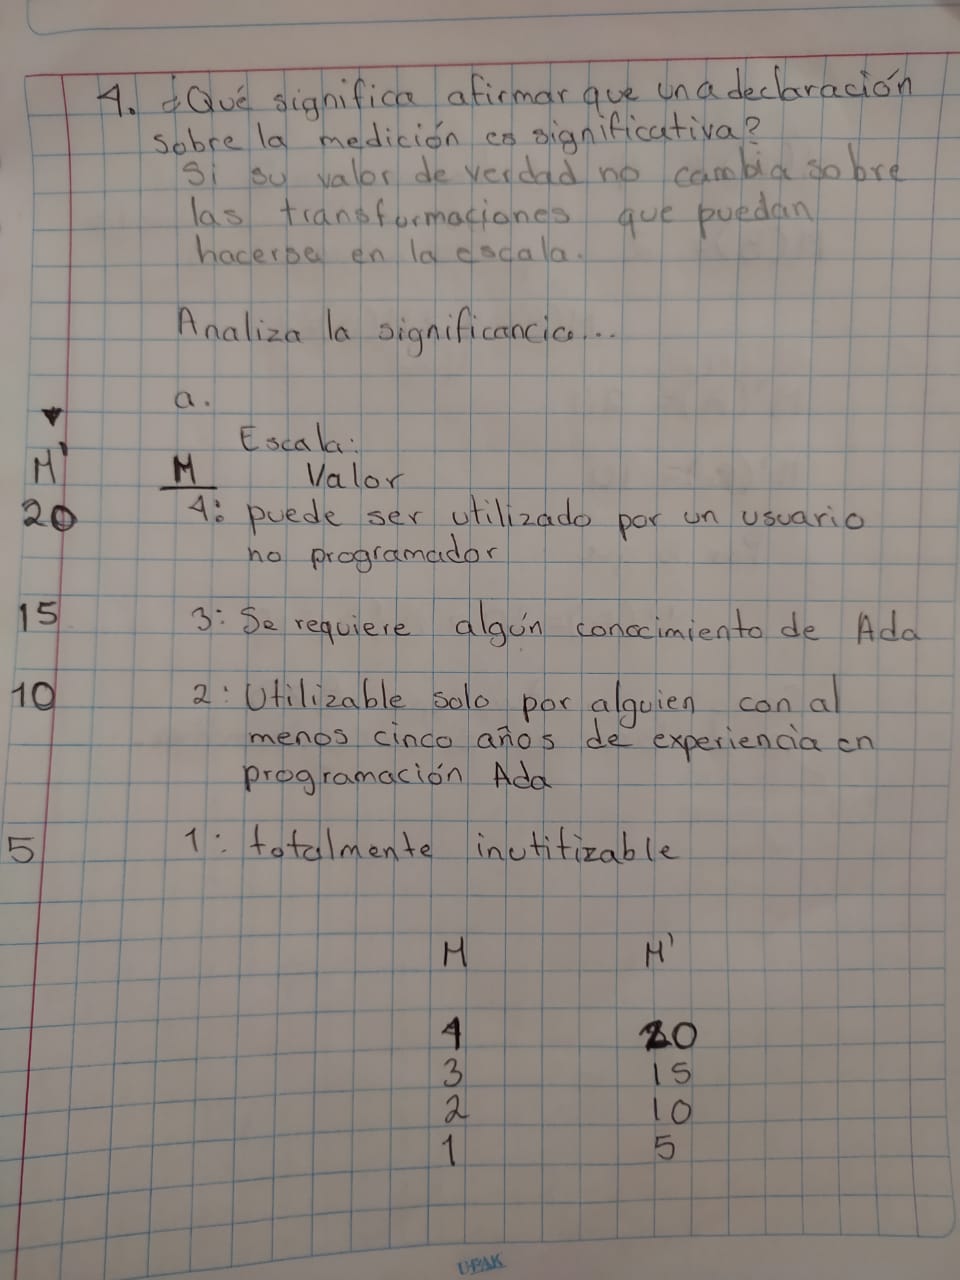 4. ¿Qué significa afirmar que una declaración
sobre la medición es significativa?
Si su valor de verdad no cambia sobre
las transformaciones que puedan
hacerse en la escala.
Analiza la significancia...
a.
Escala:
M' M Valor
20 4: puede ser utilizado por un usuario
no programador
15 3: Se requiere algún conocimiento de Ada
10 2: Utilizable solo por alguien con al
menos cinco años de experiencia en
programación Ada
5 1: totalmente inutitizable
M M'
4 20
3 15
2 10
1 5
UPAK